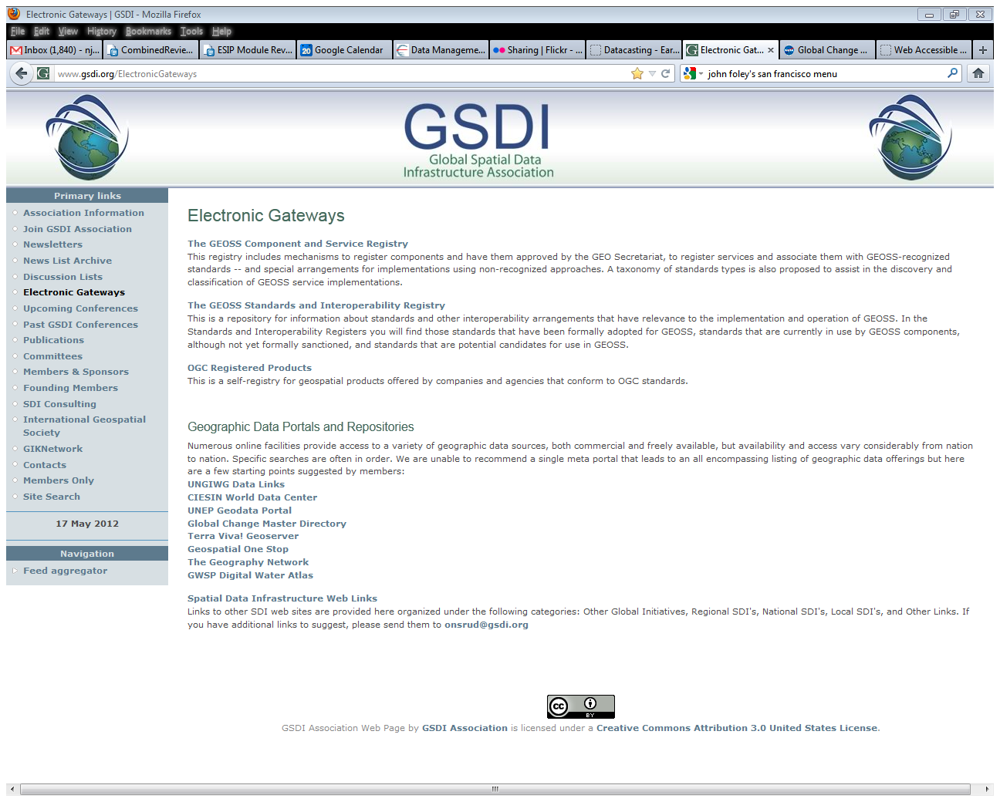 Electronic Gateways | GSDI - Mozilla Firefox
File Edit View History Bookmarks Tools Help
Inbox (1,840) - nj... CombinedRevie... ESIP Module Rev... 20 Google Calendar Data Manageme... Sharing | Flickr - ... Datacasting - Ear... Electronic Gat... Global Change ... Web Accessible ...
www.gsdi.org/ElectronicGateways john foley's san francisco menu
GSDI
Global Spatial Data
Infrastructure Association
Primary links
Association Information
Join GSDI Association
Newsletters
News List Archive
Discussion Lists
Electronic Gateways
Upcoming Conferences
Past GSDI Conferences
Publications
Committees
Members & Sponsors
Founding Members
SDI Consulting
International Geospatial
Society
GIKNetwork
Contacts
Members Only
Site Search
17 May 2012
Navigation
Feed aggregator
Electronic Gateways
The GEOSS Component and Service Registry
This registry includes mechanisms to register components and have them approved by the GEO Secretariat, to register services and associate them with GEOSS-recognized
standards -- and special arrangements for implementations using non-recognized approaches. A taxonomy of standards types is also proposed to assist in the discovery and
classification of GEOSS service implementations.
The GEOSS Standards and Interoperability Registry
This is a repository for information about standards and other interoperability arrangements that have relevance to the implementation and operation of GEOSS. In the
Standards and Interoperability Registers you will find those standards that have been formally adopted for GEOSS, standards that are currently in use by GEOSS components,
although not yet formally sanctioned, and standards that are potential candidates for use in GEOSS.
OGC Registered Products
This is a self-registry for geospatial products offered by companies and agencies that conform to OGC standards.
Geographic Data Portals and Repositories
Numerous online facilities provide access to a variety of geographic data sources, both commercial and freely available, but availability and access vary considerably from nation
to nation. Specific searches are often in order. We are unable to recommend a single meta portal that leads to an all encompassing listing of geographic data offerings but here
are a few starting points suggested by members:
UNGIWG Data Links
CIESIN World Data Center
UNEP Geodata Portal
Global Change Master Directory
Terra Viva! Geoserver
Geospatial One Stop
The Geography Network
GWSP Digital Water Atlas
Spatial Data Infrastructure Web Links
Links to other SDI web sites are provided here organized under the following categories: Other Global Initiatives, Regional SDI's, National SDI's, Local SDI's, and Other Links. If
you have additional links to suggest, please send them to onsrud@gsdi.org
cc BY
GSDI Association Web Page by GSDI Association is licensed under a Creative Commons Attribution 3.0 United States License.